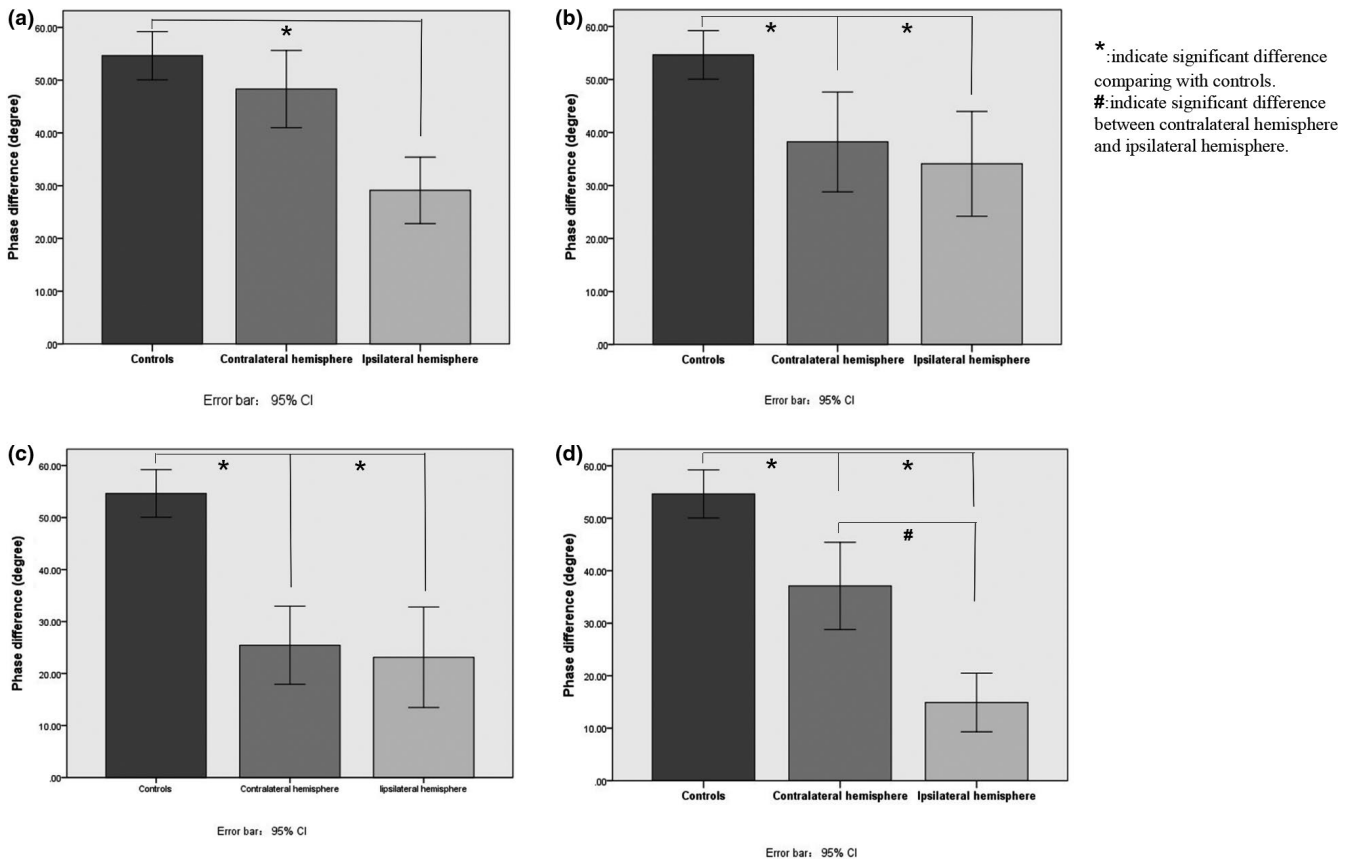 (a)
*
Phase difference (degree)
60.00
50.00
40.00
30.00
20.00
10.00
.00
Controls Contralateral hemisphere Ipsilateral hemisphere
Error bar: 95% CI
(b)
* *
Phase difference (degree)
60.00
50.00
40.00
30.00
20.00
10.00
.00
Controls Contralateral hemisphere Ipsilateral hemisphere
Error bar: 95% CI
*:indicate significant difference
comparing with controls.
#:indicate significant difference
between contralateral hemisphere
and ipsilateral hemisphere.
(c)
* *
Phase difference (degree)
60.00
50.00
40.00
30.00
20.00
10.00
.00
Controls Contralateral hemisphere Iipsilateral hemisphere
Error bar: 95% CI
(d)
* *
#
Phase difference (degree)
60.00
50.00
40.00
30.00
20.00
10.00
.00
Controls Contralateral hemisphere Ipsilateral hemisphere
Error bar: 95% CI